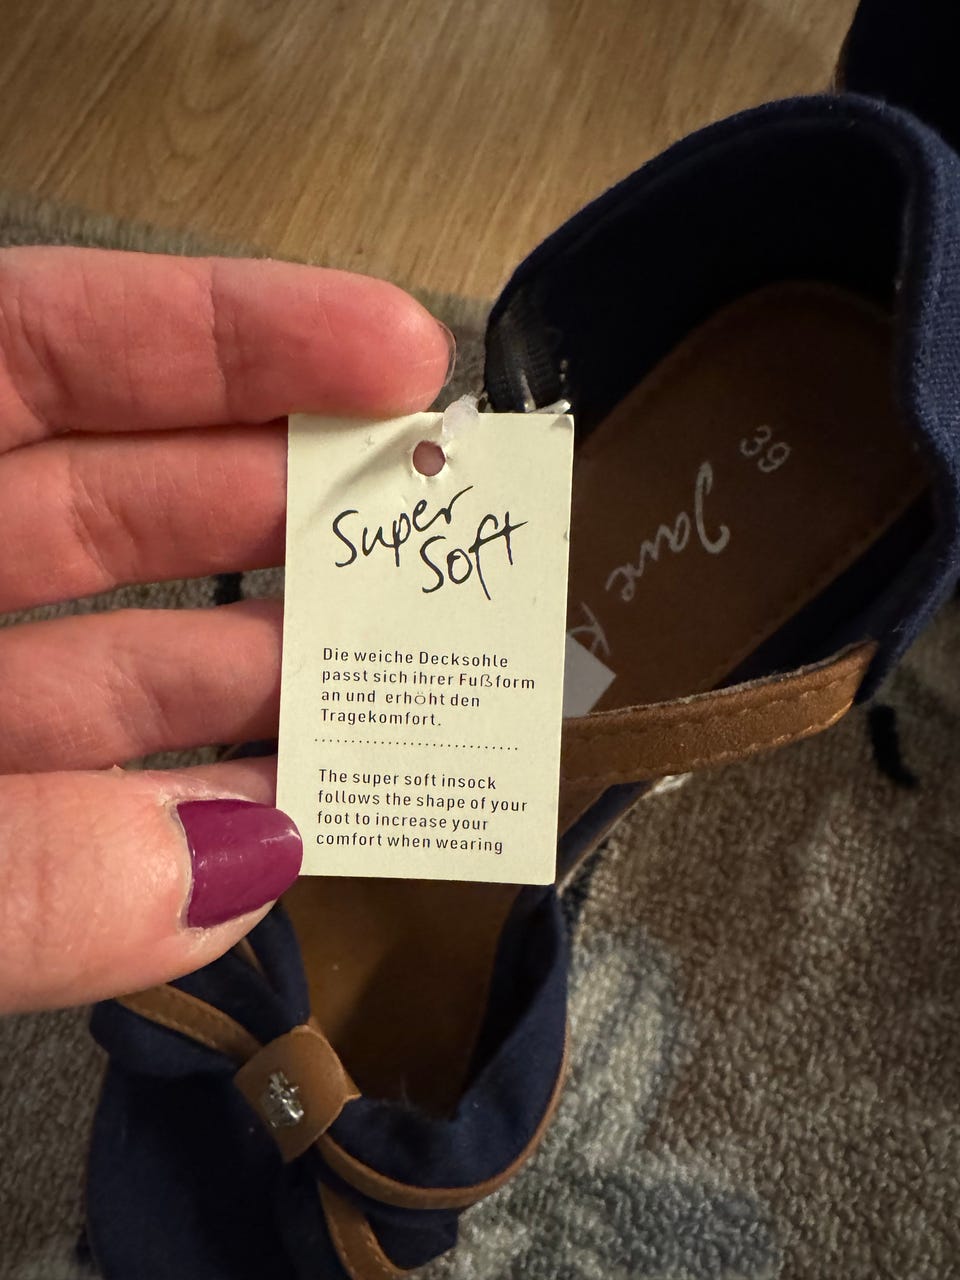 Super
Soft
Die weiche Decksohle
passt sich ihrer Fußform
an und erhöht den
Tragekomfort.
The super soft insock
follows the shape of your
foot to increase your
comfort when wearing
39
Jane K